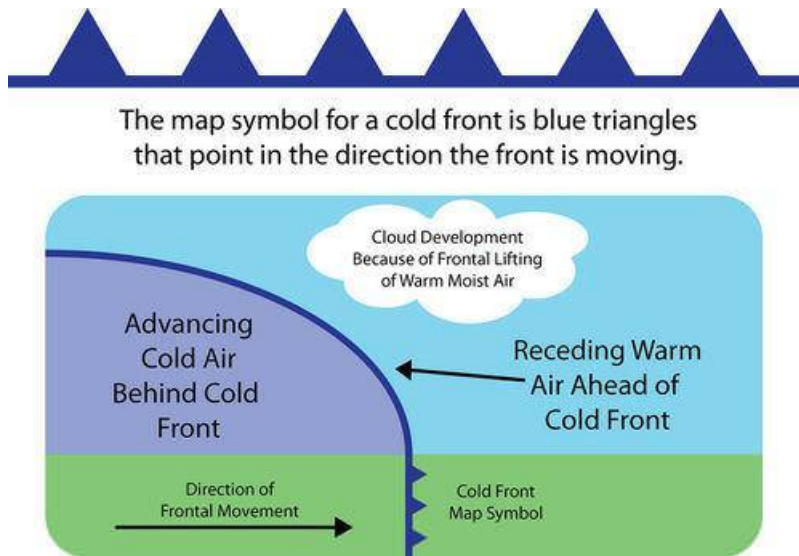 The map symbol for a cold front is blue triangles
that point in the direction the front is moving.
Cloud Development
Because of Frontal Lifting
of Warm Moist Air
Advancing
Cold Air
Behind Cold
Front
Receding Warm
Air Ahead of
Cold Front
Direction of
Frontal Movement
Cold Front
Map Symbol